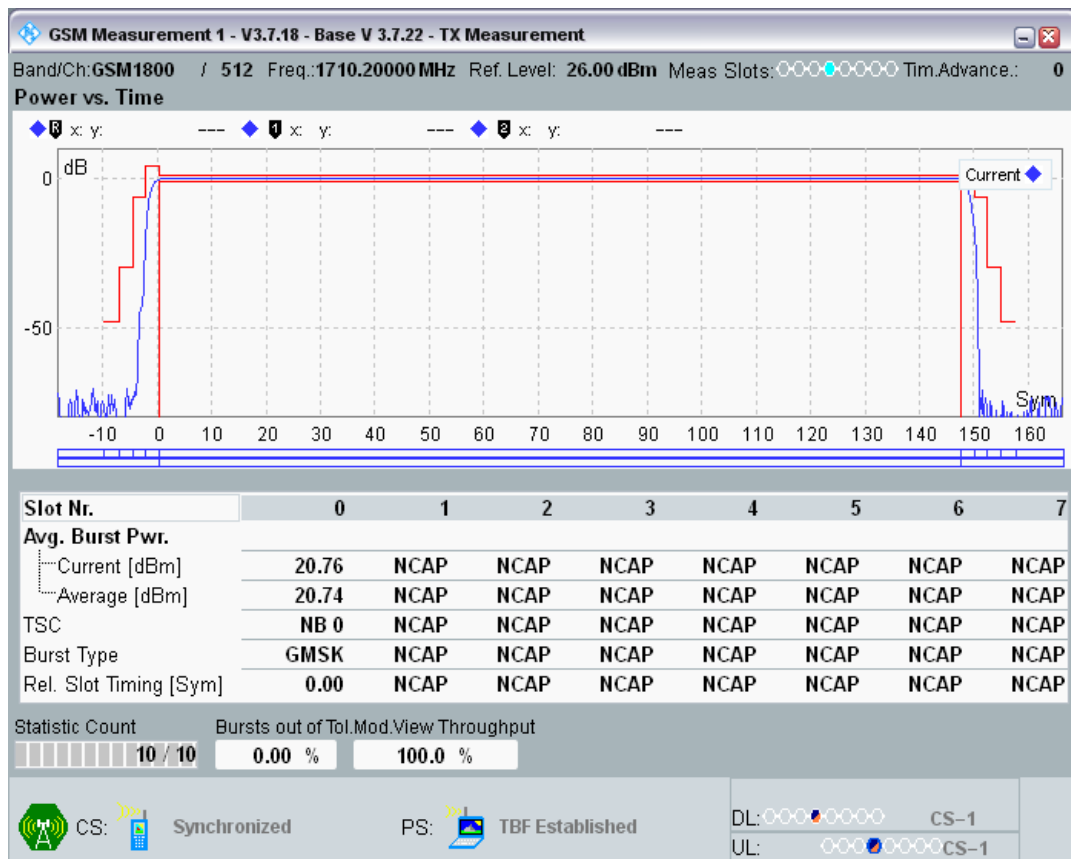 GSM Measurement 1 - V3.7.18 - Base V 3.7.22 - TX Measurement
Band/Ch:GSM1800 / 512 Freq.:1710.20000 MHz Ref. Level: 26.00 dBm Meas Slots: Tim.Advance.: 0
Power vs. Time
R x: y: --- 1 x: y: --- 2 x: y: ---
dB
Current
0
-50
Sym
-10 0 10 20 30 40 50 60 70 80 90 100 110 120 130 140 150 160
Slot Nr. 0 1 2 3 4 5 6 7
Avg. Burst Pwr.
Current [dBm] 20.76 NCAP NCAP NCAP NCAP NCAP NCAP NCAP
Average [dBm] 20.74 NCAP NCAP NCAP NCAP NCAP NCAP NCAP
TSC NB 0 NCAP NCAP NCAP NCAP NCAP NCAP NCAP
Burst Type GMSK NCAP NCAP NCAP NCAP NCAP NCAP NCAP
Rel. Slot Timing [Sym] 0.00 NCAP NCAP NCAP NCAP NCAP NCAP NCAP
Statistic Count Bursts out of Tol.Mod.View Throughput
10 / 10 0.00 % 100.0 %
CS: Synchronized PS: TBF Established
DL: CS-1
UL: CS-1